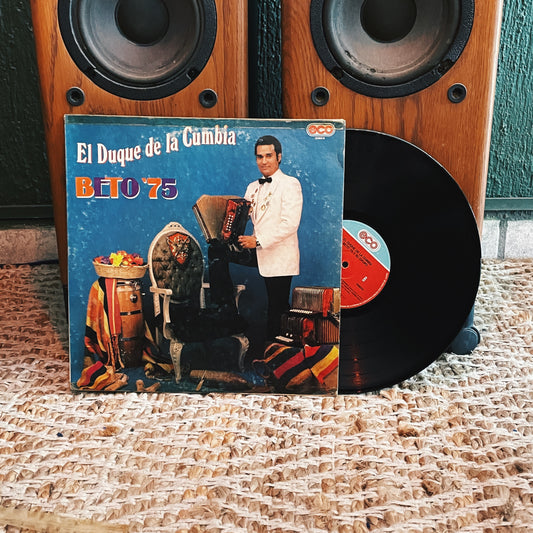 eco
El Duque de la Cumbia
BETO '75
eco